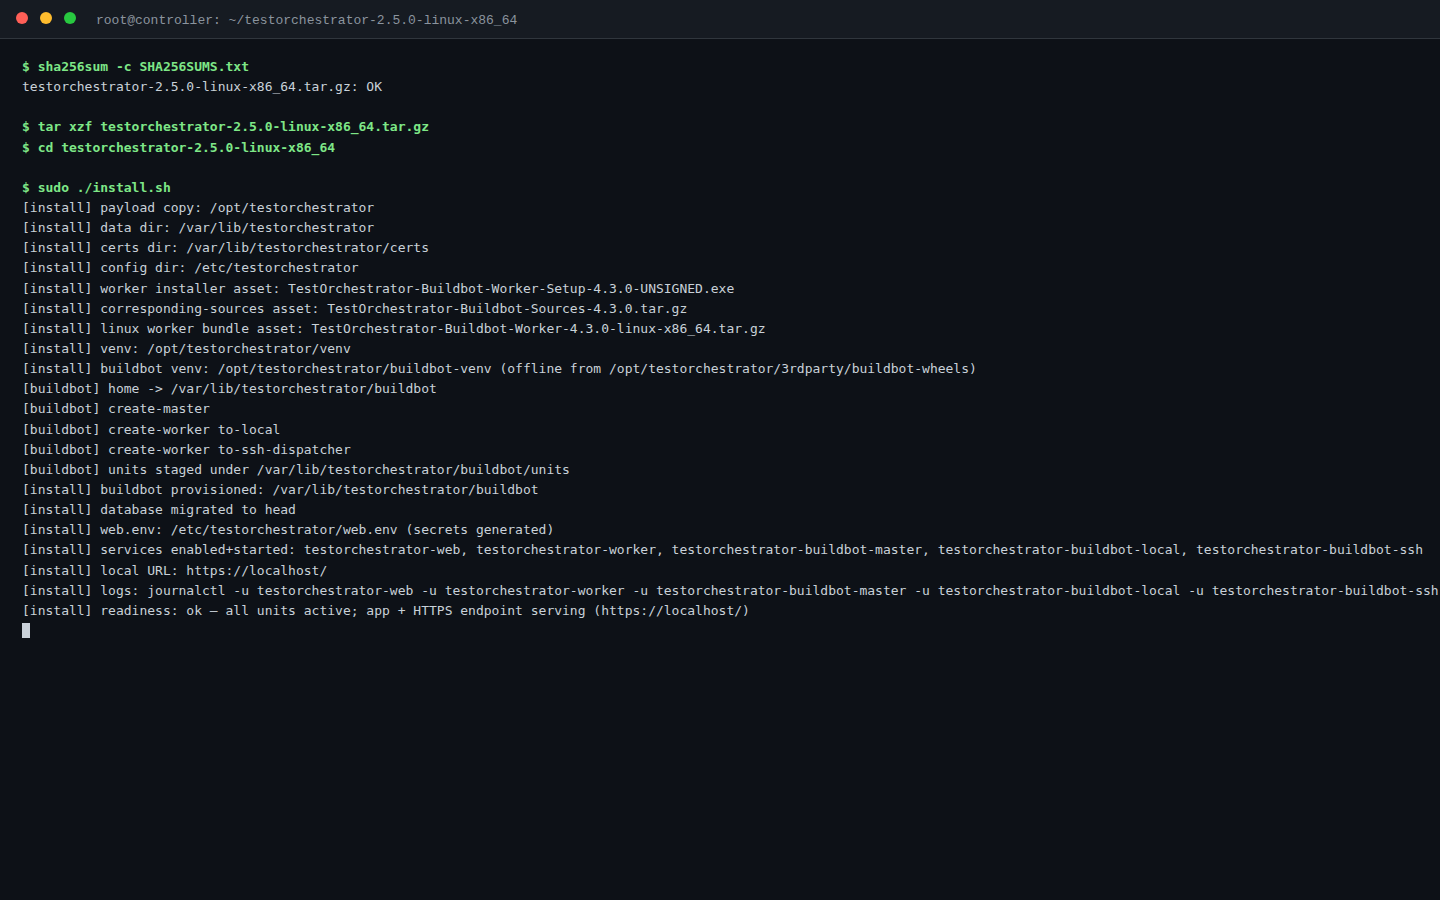 root@controller: ~/testorchestrator-2.5.0-linux-x86_64
$ sha256sum -c SHA256SUMS.txt
testorchestrator-2.5.0-linux-x86_64.tar.gz: OK
$ tar xzf testorchestrator-2.5.0-linux-x86_64.tar.gz
$ cd testorchestrator-2.5.0-linux-x86_64
$ sudo ./install.sh
[install] payload copy: /opt/testorchestrator
[install] data dir: /var/lib/testorchestrator
[install] certs dir: /var/lib/testorchestrator/certs
[install] config dir: /etc/testorchestrator
[install] worker installer asset: TestOrchestrator-Buildbot-Worker-Setup-4.3.0-UNSIGNED.exe
[install] corresponding-sources asset: TestOrchestrator-Buildbot-Sources-4.3.0.tar.gz
[install] linux worker bundle asset: TestOrchestrator-Buildbot-Worker-4.3.0-linux-x86_64.tar.gz
[install] venv: /opt/testorchestrator/venv
[install] buildbot venv: /opt/testorchestrator/buildbot-venv (offline from /opt/testorchestrator/3rdparty/buildbot-wheels)
[buildbot] home -> /var/lib/testorchestrator/buildbot
[buildbot] create-master
[buildbot] create-worker to-local
[buildbot] create-worker to-ssh-dispatcher
[buildbot] units staged under /var/lib/testorchestrator/buildbot/units
[install] buildbot provisioned: /var/lib/testorchestrator/buildbot
[install] database migrated to head
[install] web.env: /etc/testorchestrator/web.env (secrets generated)
[install] services enabled+started: testorchestrator-web, testorchestrator-worker, testorchestrator-buildbot-master, testorchestrator-buildbot-local, testorchestrator-buildbot-ssh
[install] local URL: https://localhost/
[install] logs: journalctl -u testorchestrator-web -u testorchestrator-worker -u testorchestrator-buildbot-master -u testorchestrator-buildbot-local -u testorchestrator-buildbot-ssh
[install] readiness: ok — all units active; app + HTTPS endpoint serving (https://localhost/)